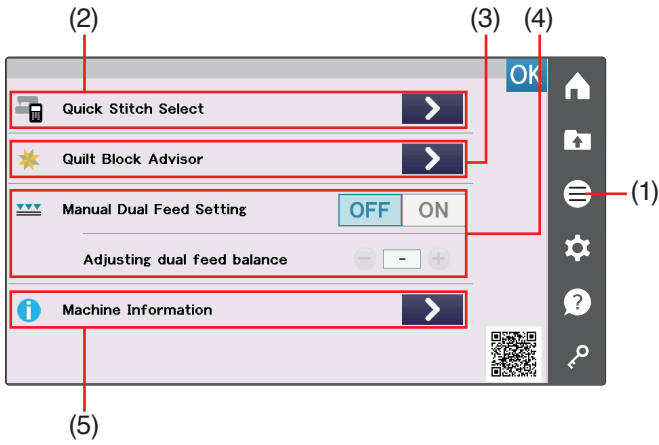 (2) (3) (4)
OK
Quick Stitch Select
Quilt Block Advisor
(1)
Manual Dual Feed Setting OFF ON
Adjusting dual feed balance - - +
Machine Information
?
(5)